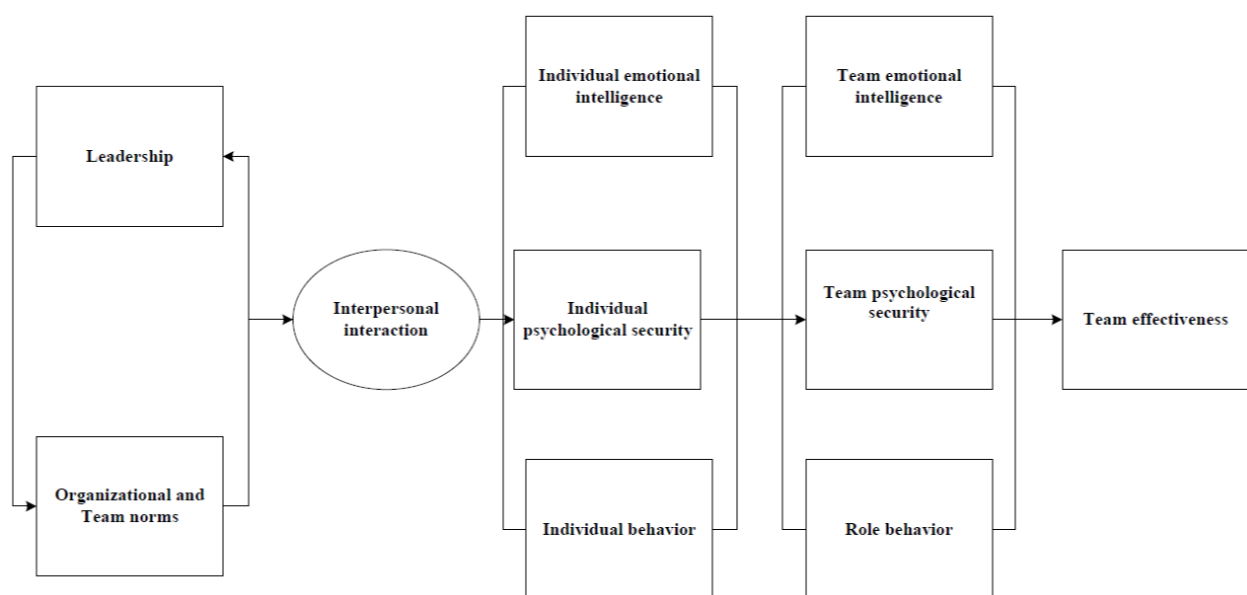 Leadership
Organizational and
Team norms
Interpersonal
interaction
Individual emotional
intelligence
Individual
psychological security
Individual behavior
Team emotional
intelligence
Team psychological
security
Role behavior
Team effectiveness